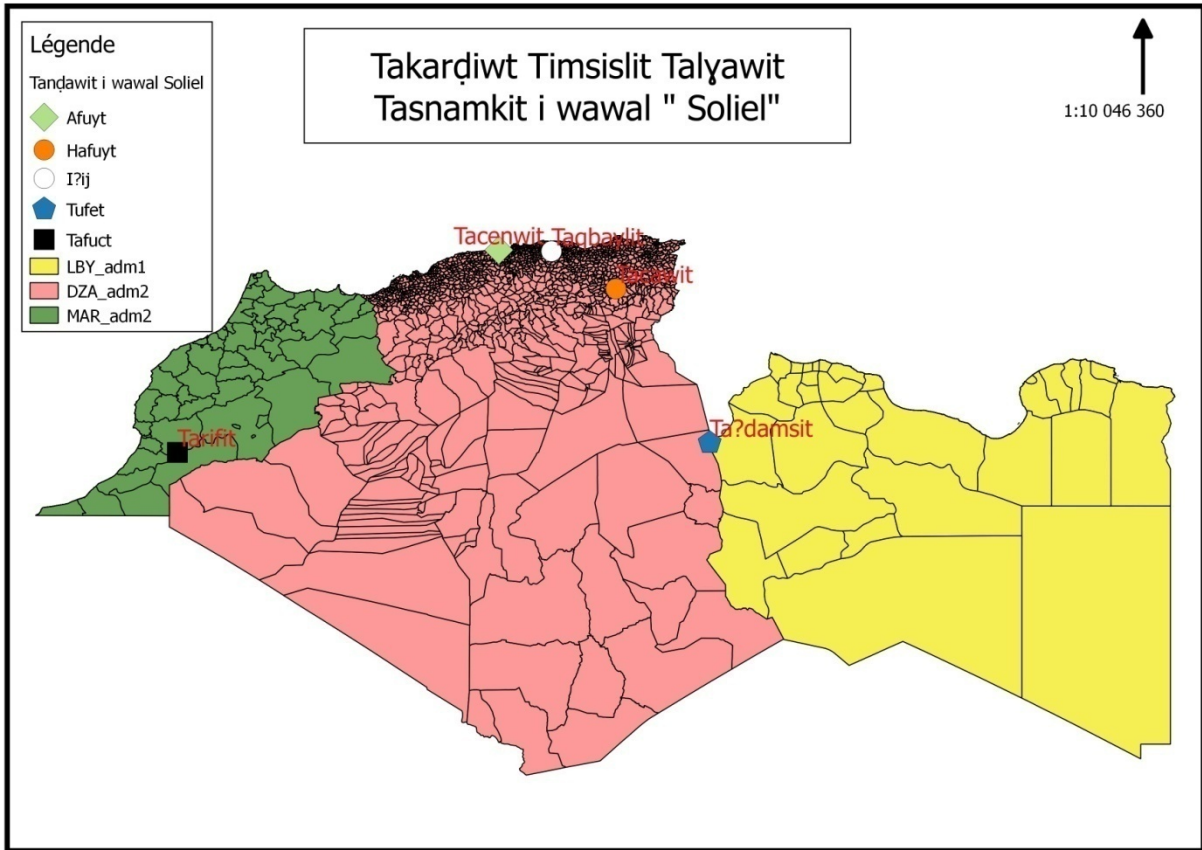 Légende
Tanḍawit i wawal Soliel
Afuyt
Hafuyt
I?ij
Tufet
Tafuct
LBY_adm1
DZA_adm2
MAR_adm2
Takarḍiwt Timsislit Talɣawit
Tasnamkit i wawal " Soliel"
1:10 046 360
Tacenwit
Taqbaylit
Tarifit
Ta?damsit